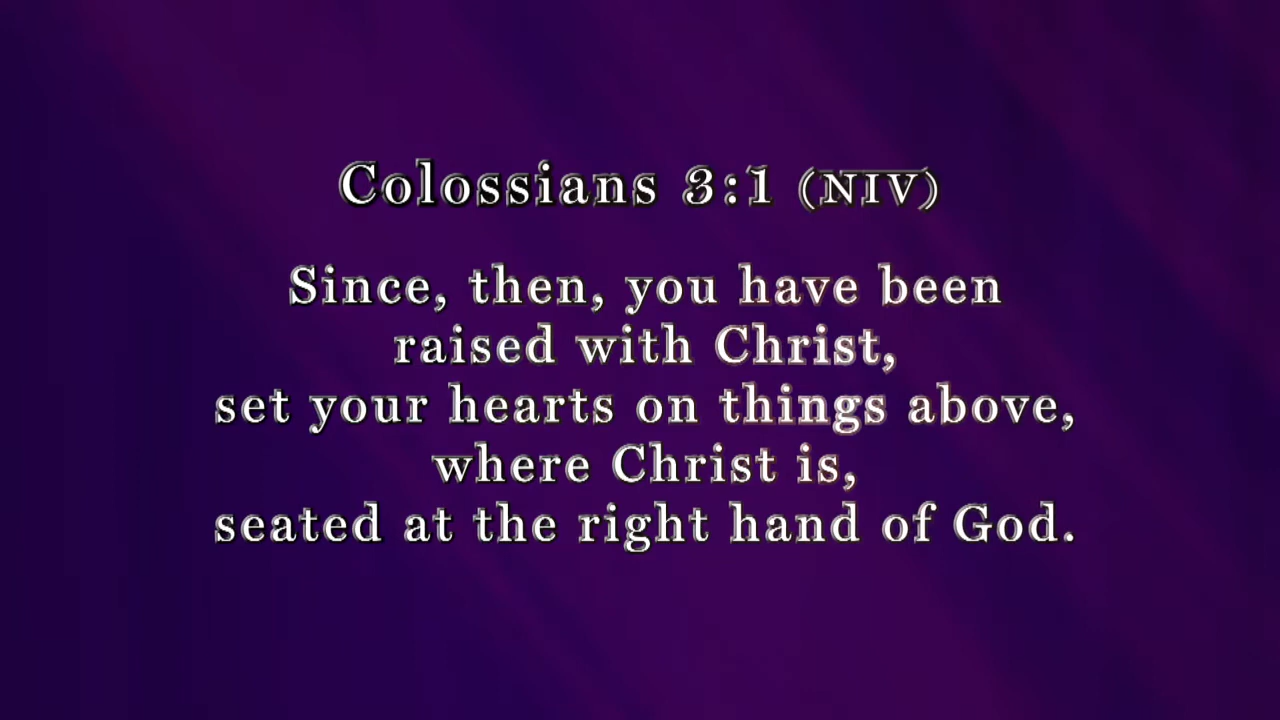 Colossians 3:1 (NIV)
Since, then, you have been
raised with Christ,
set your hearts on things above,
where Christ is,
seated at the right hand of God.